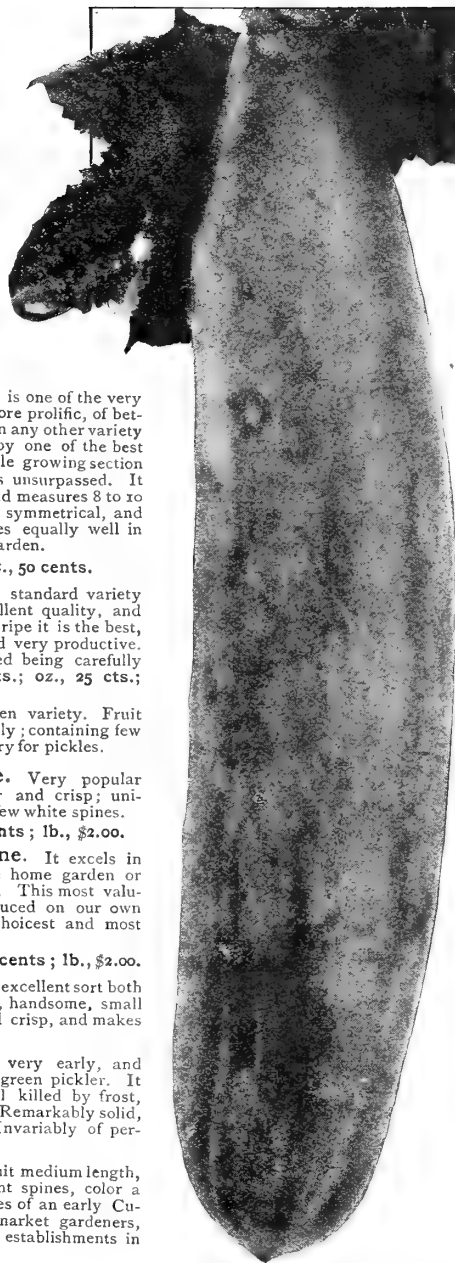 is one of the very
ore prolific, of bet-
n any other variety
by one of the best
le growing section
s unsurpassed. It
d measures 8 to 10
symmetrical, and
es equally well in
arden.
., 50 cents.
standard variety
llent quality, and
ripe it is the best,
d very productive.
ed being carefully
ts.; oz., 25 cts.;
en variety. Fruit
ly; containing few
ry for pickles.
e. Very popular
r and crisp; uni-
ew white spines.
nts; lb., $2.00.
ne. It excels in
home garden or
. This most valu-
uced on our own
hoicest and most
cents; lb., $2.00.
excellent sort both
, handsome, small
l crisp, and makes
very early, and
green pickler. It
l killed by frost,
Remarkably solid,
nvariably of per-
uit medium length,
nt spines, color a
es of an early Cu-
market gardeners,
establishments in